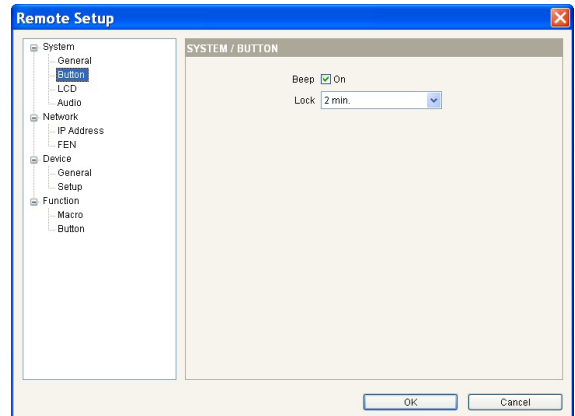 Remote Setup
System
General
Button
LCD
Audio
Network
IP Address
FEN
Device
General
Setup
Function
Macro
Button
SYSTEM / BUTTON
Beep On
Lock 2 min.
OK Cancel